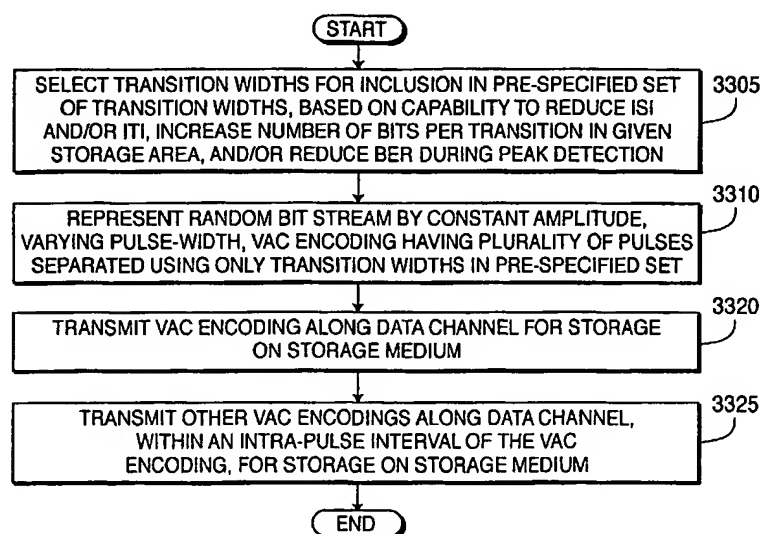 START
SELECT TRANSITION WIDTHS FOR INCLUSION IN PRE-SPECIFIED SET
OF TRANSITION WIDTHS, BASED ON CAPABILITY TO REDUCE ISI
AND/OR ITI, INCREASE NUMBER OF BITS PER TRANSITION IN GIVEN
STORAGE AREA, AND/OR REDUCE BER DURING PEAK DETECTION
3305
REPRESENT RANDOM BIT STREAM BY CONSTANT AMPLITUDE,
VARYING PULSE-WIDTH, VAC ENCODING HAVING PLURALITY OF PULSES
SEPARATED USING ONLY TRANSITION WIDTHS IN PRE-SPECIFIED SET
3310
TRANSMIT VAC ENCODING ALONG DATA CHANNEL FOR STORAGE
ON STORAGE MEDIUM
3320
TRANSMIT OTHER VAC ENCODINGS ALONG DATA CHANNEL,
WITHIN AN INTRA-PULSE INTERVAL OF THE VAC
ENCODING, FOR STORAGE ON STORAGE MEDIUM
3325
END